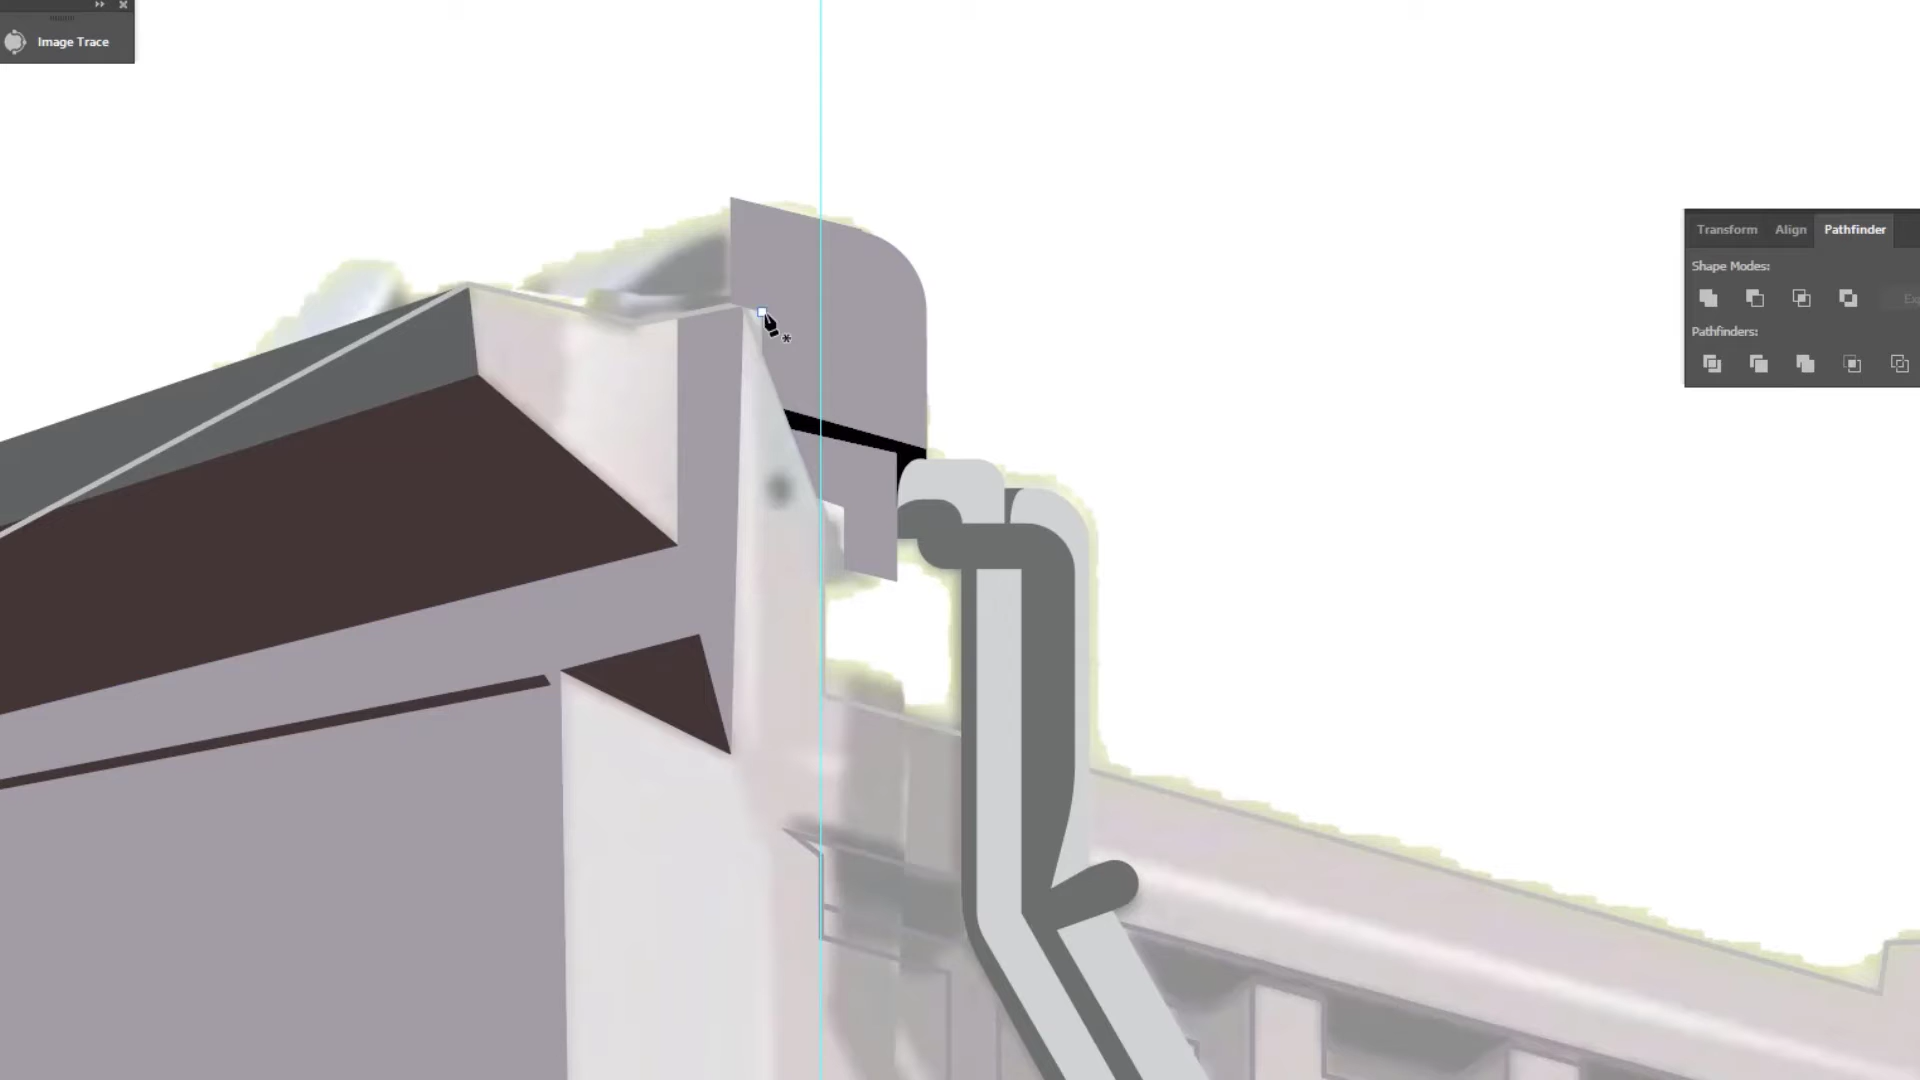 Image Trace
Transform Align Pathfinder
Shape Modes:
Pathfinders: